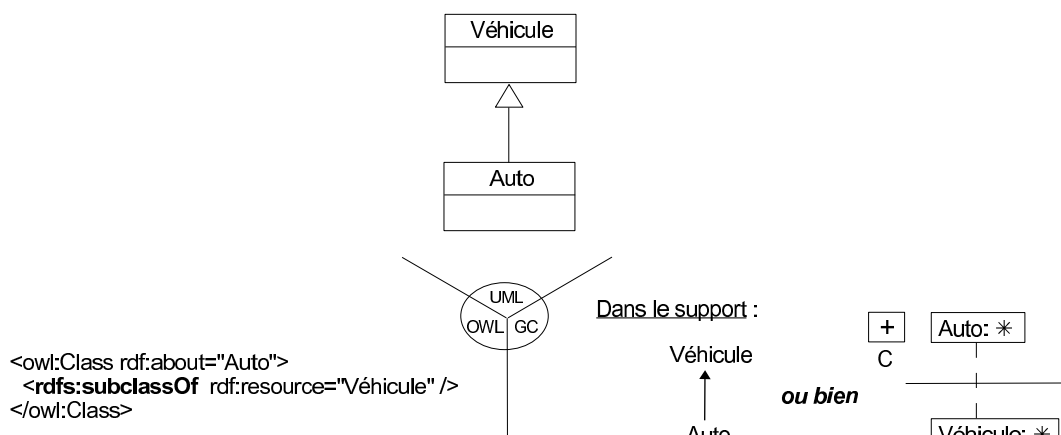 Véhicule
Auto
UML
OWL GC
<owl:Class rdf:about="Auto">
<rdfs:subclassOf rdf:resource="Véhicule" />
</owl:Class>
Dans le support :
Véhicule
Auto
ou bien
+
C
Auto: ✳
Véhicule: ✳